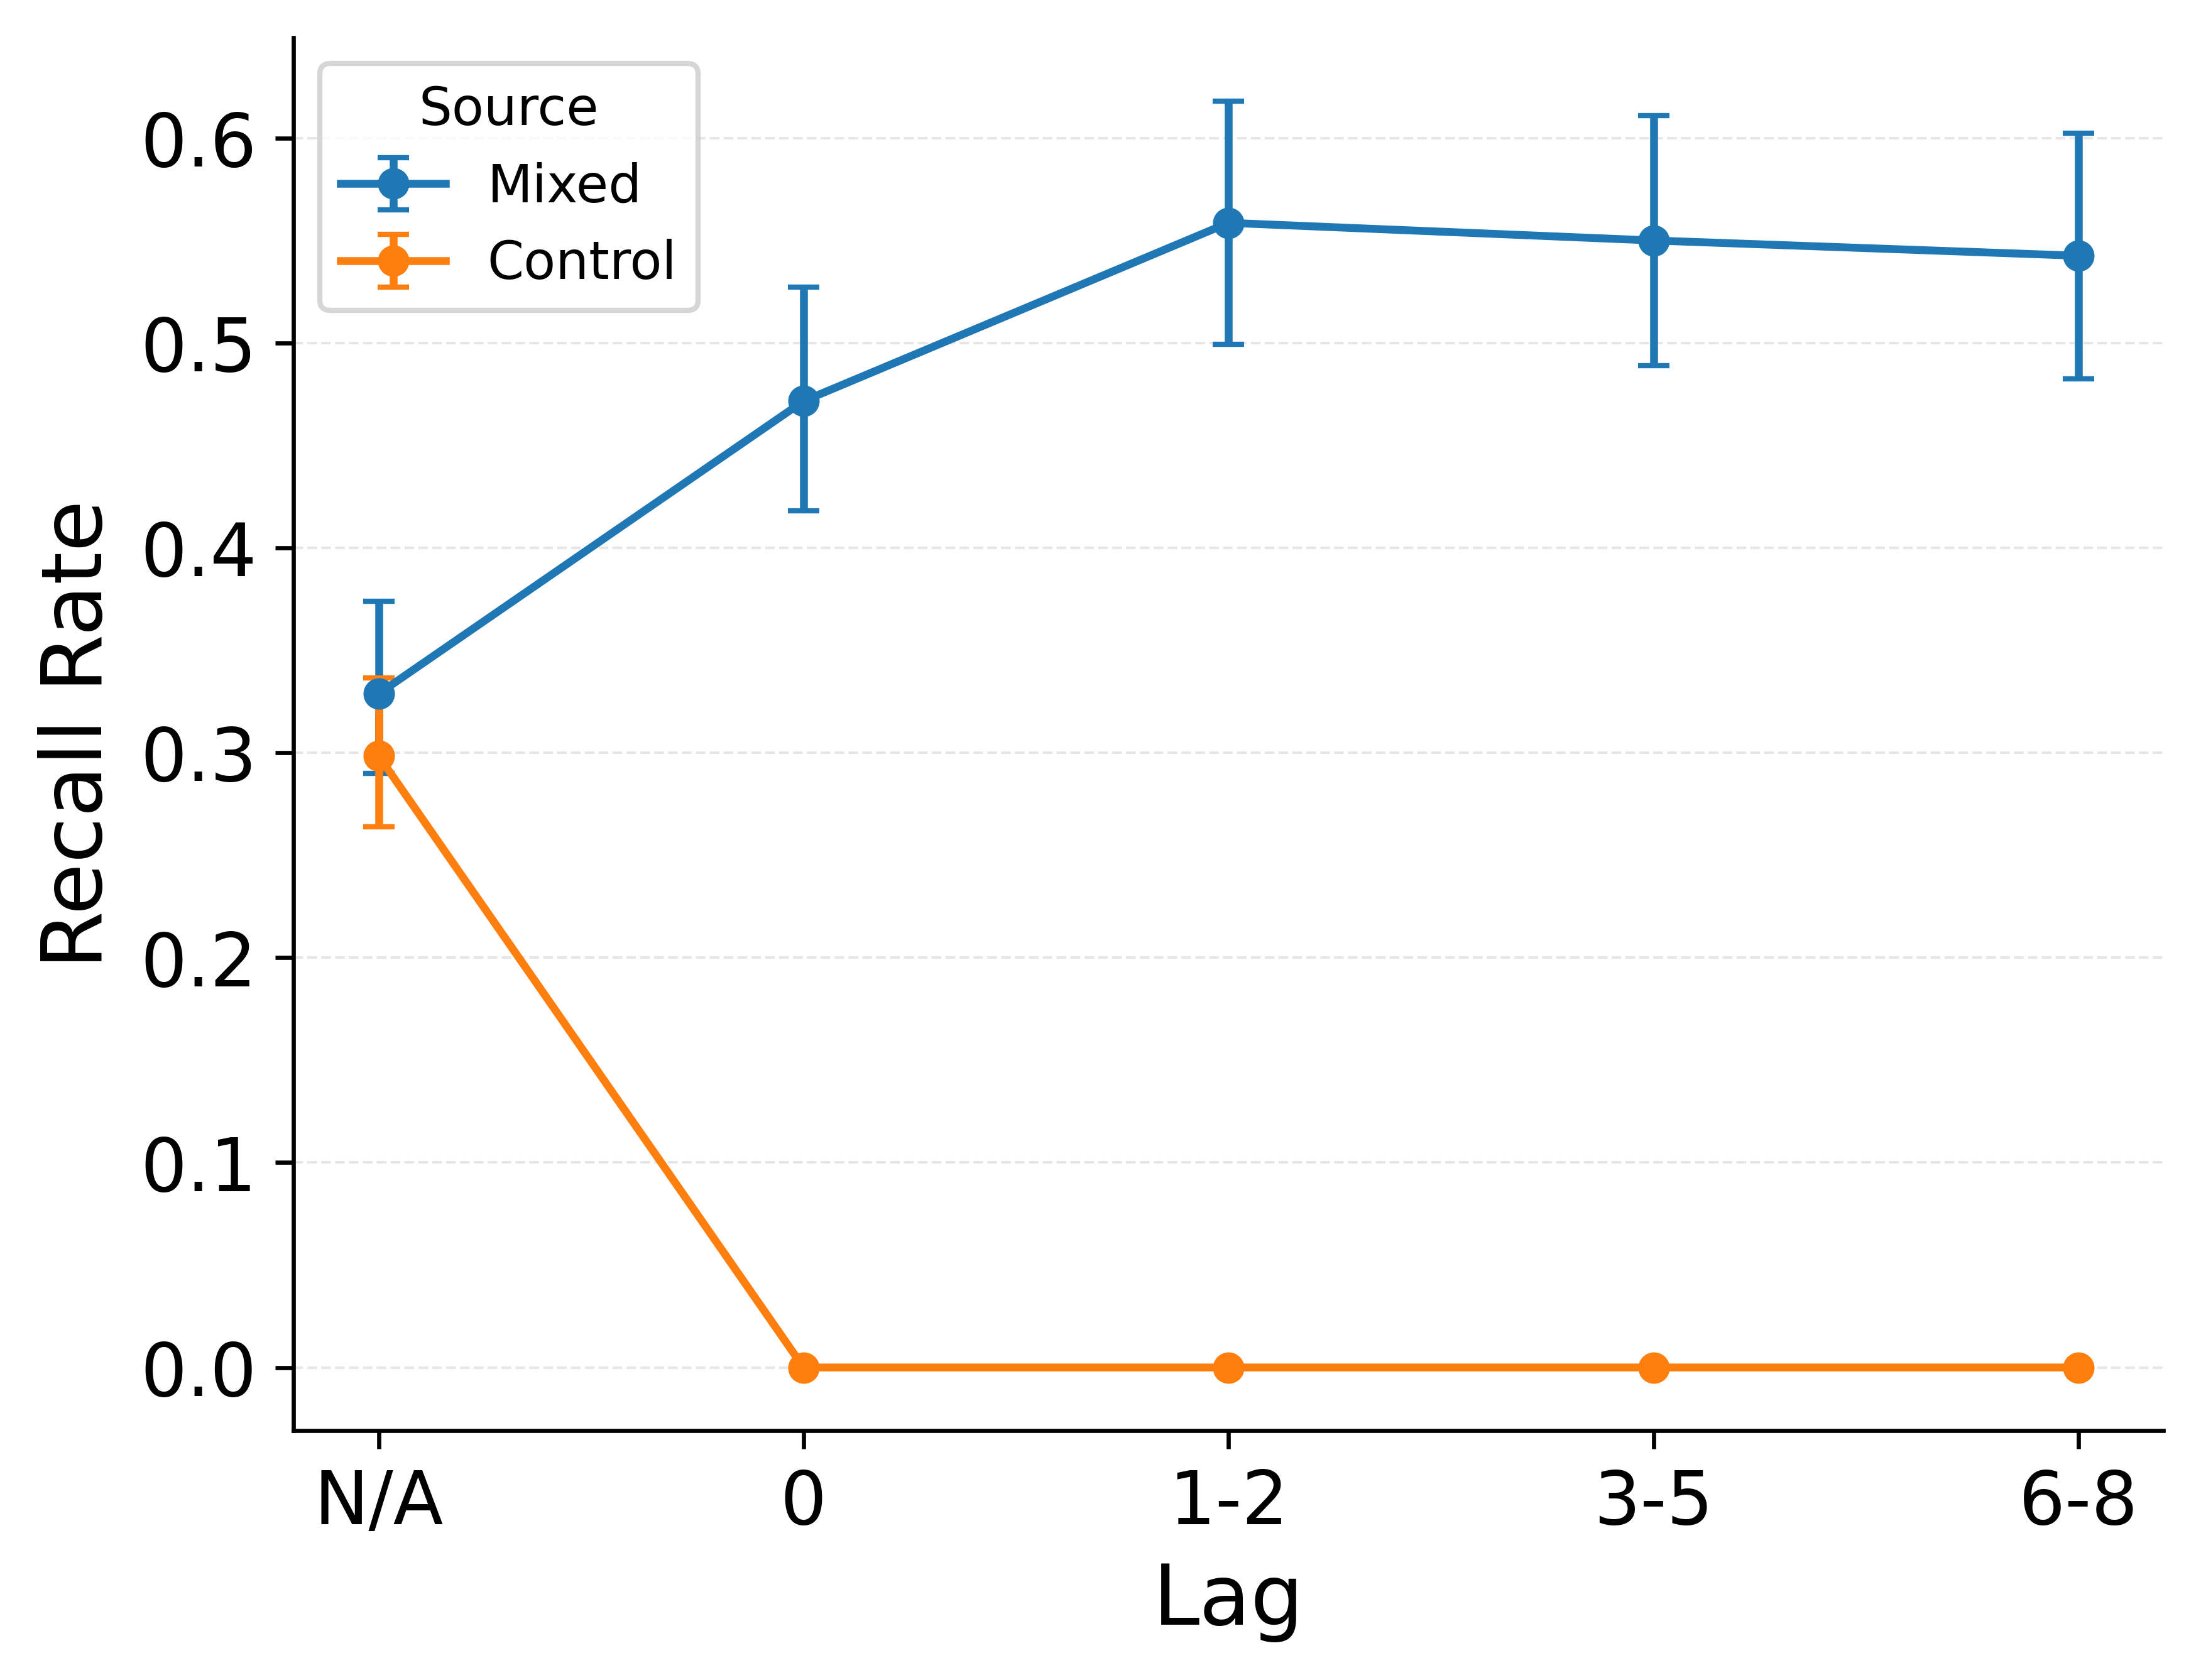 Source
Mixed
Control
Recall Rate
0.6
0.5
0.4
0.3
0.2
0.1
0.0
N/A 0 1-2 3-5 6-8
Lag